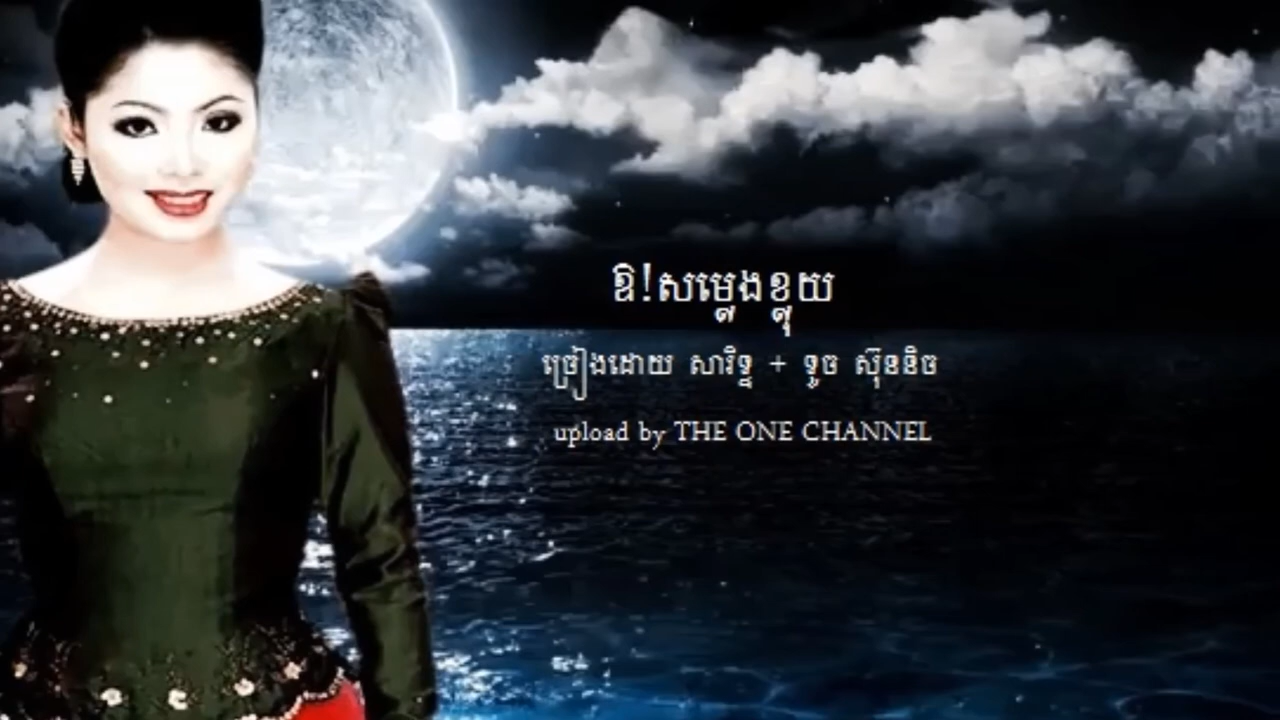 ឱ!សម្លេងខ្លុយ
ច្រៀងដោយ សារិទ្ធ + ទូច ស៊ុននិច
upload by THE ONE CHANNEL